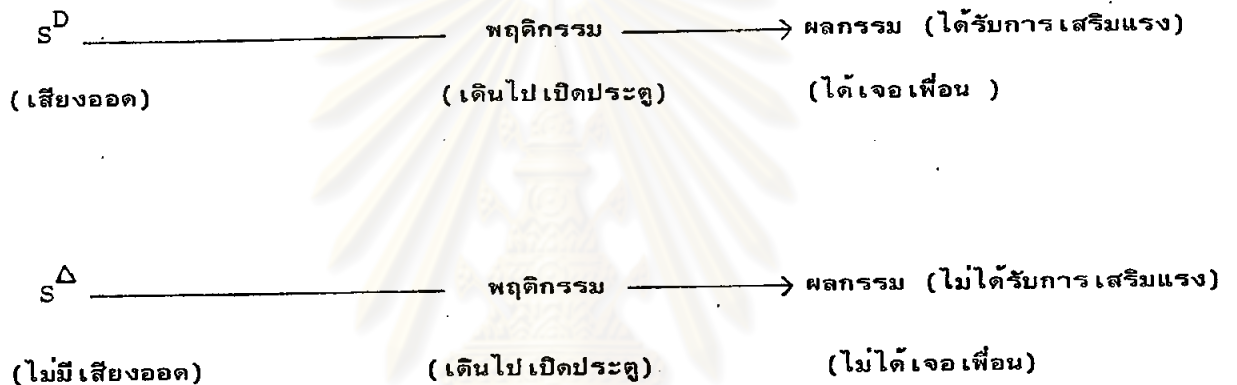 S^D พฤติกรรม → ผลกรรม (ได้รับการเสริมแรง)
(เสียงออด) (เดินไปเปิดประตู) (ได้เจอเพื่อน )
S^Δ พฤติกรรม → ผลกรรม (ไม่ได้รับการเสริมแรง)
(ไม่มีเสียงออด) (เดินไปเปิดประตู) (ไม่ได้เจอเพื่อน)